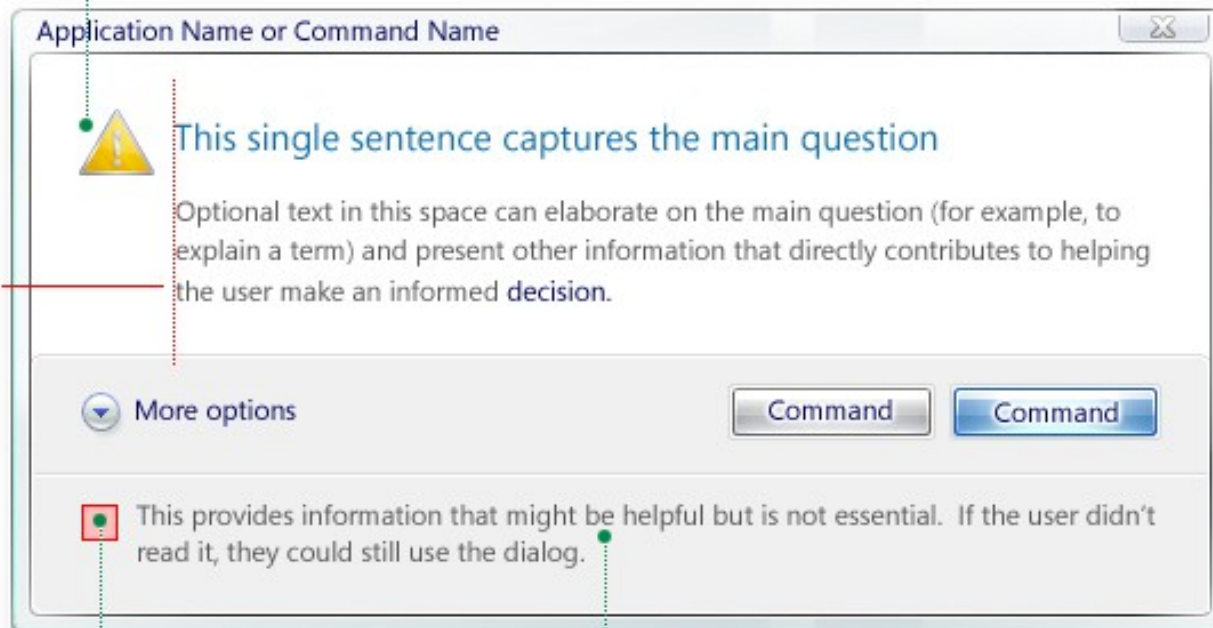 Application Name or Command Name
This single sentence captures the main question
Optional text in this space can elaborate on the main question (for example, to
explain a term) and present other information that directly contributes to helping
the user make an informed decision.
More options
Command
Command
This provides information that might be helpful but is not essential.  If the user didn't
read it, they could still use the dialog.